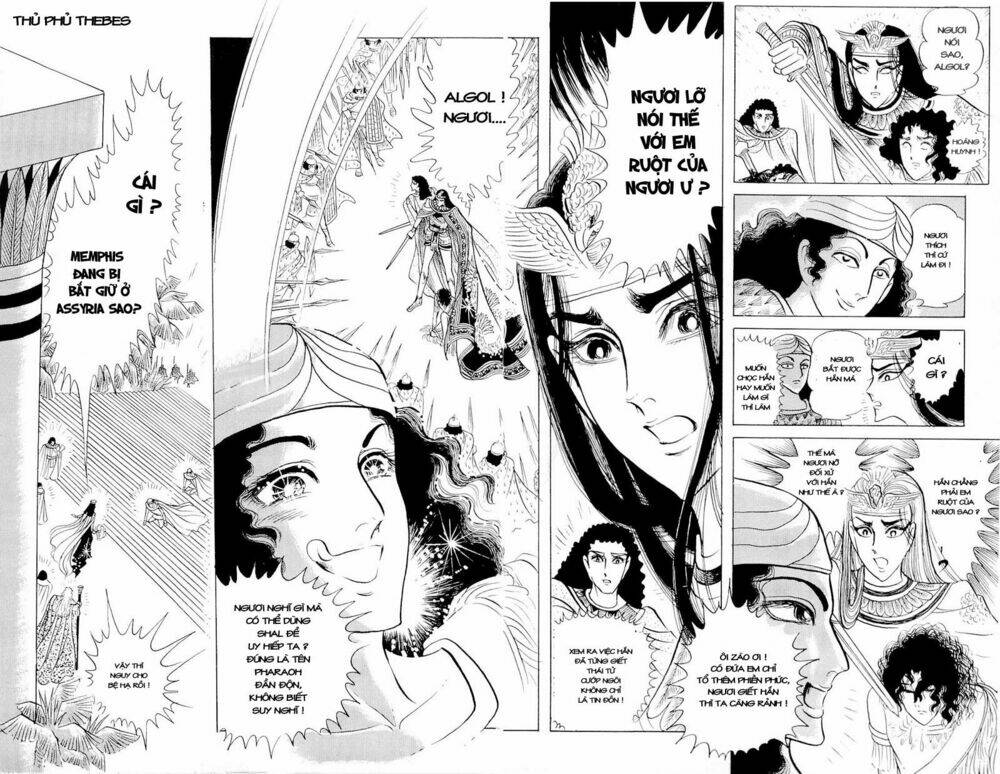 NGƯƠI
NÓI
SAO,
ALGOL?
HOÀNG
HUYNH !
NGƯƠI
THÍCH
THÌ CỨ
LÀM ĐI !
CÁI
GÌ ?
NGƯƠI
BẮT ĐƯỢC
HẮN MÀ
MUỐN
CHỌC HẮN
HAY MUỐN
LÀM GÌ
THÌ LÀM
HẮN CHẲNG
PHẢI EM
RUỘT CỦA
NGƯƠI SAO ?
THẾ MÀ
NGƯƠI NỠ
ĐỐI XỬ
VỚI HẮN
NHƯ THẾ À ?
ÔI ZÁO ƠI !
CÓ ĐỨA EM CHỈ
TỔ THÊM PHIỀN PHỨC,
NGƯƠI GIẾT HẮN
THÌ TA CÀNG RẢNH !
NGƯƠI LỠ
NÓI THẾ
VỚI EM
RUỘT CỦA
NGƯƠI Ư ?
XEM RA VIỆC HẮN
ĐÃ TỪNG GIẾT
THÁI TỬ
CƯỚP NGÔI
KHÔNG CHỈ
LÀ TIN ĐỒN !
ALGOL !
NGƯƠI....
NGƯƠI NGHĨ GÌ MÀ
CÓ THỂ DÙNG
SHAL ĐỂ
UY HIẾP TA ?
ĐÚNG LÀ TÊN
PHARAOH
ĐẦN ĐỘN,
KHÔNG BIẾT
SUY NGHĨ !
THỦ PHỦ THEBES
CÁI
GÌ ?
MEMPHIS
ĐANG BỊ
BẮT GIỮ Ở
ASSYRIA SAO?
VẬY THÌ
NGUY CHO
BỆ HẠ RỒI !